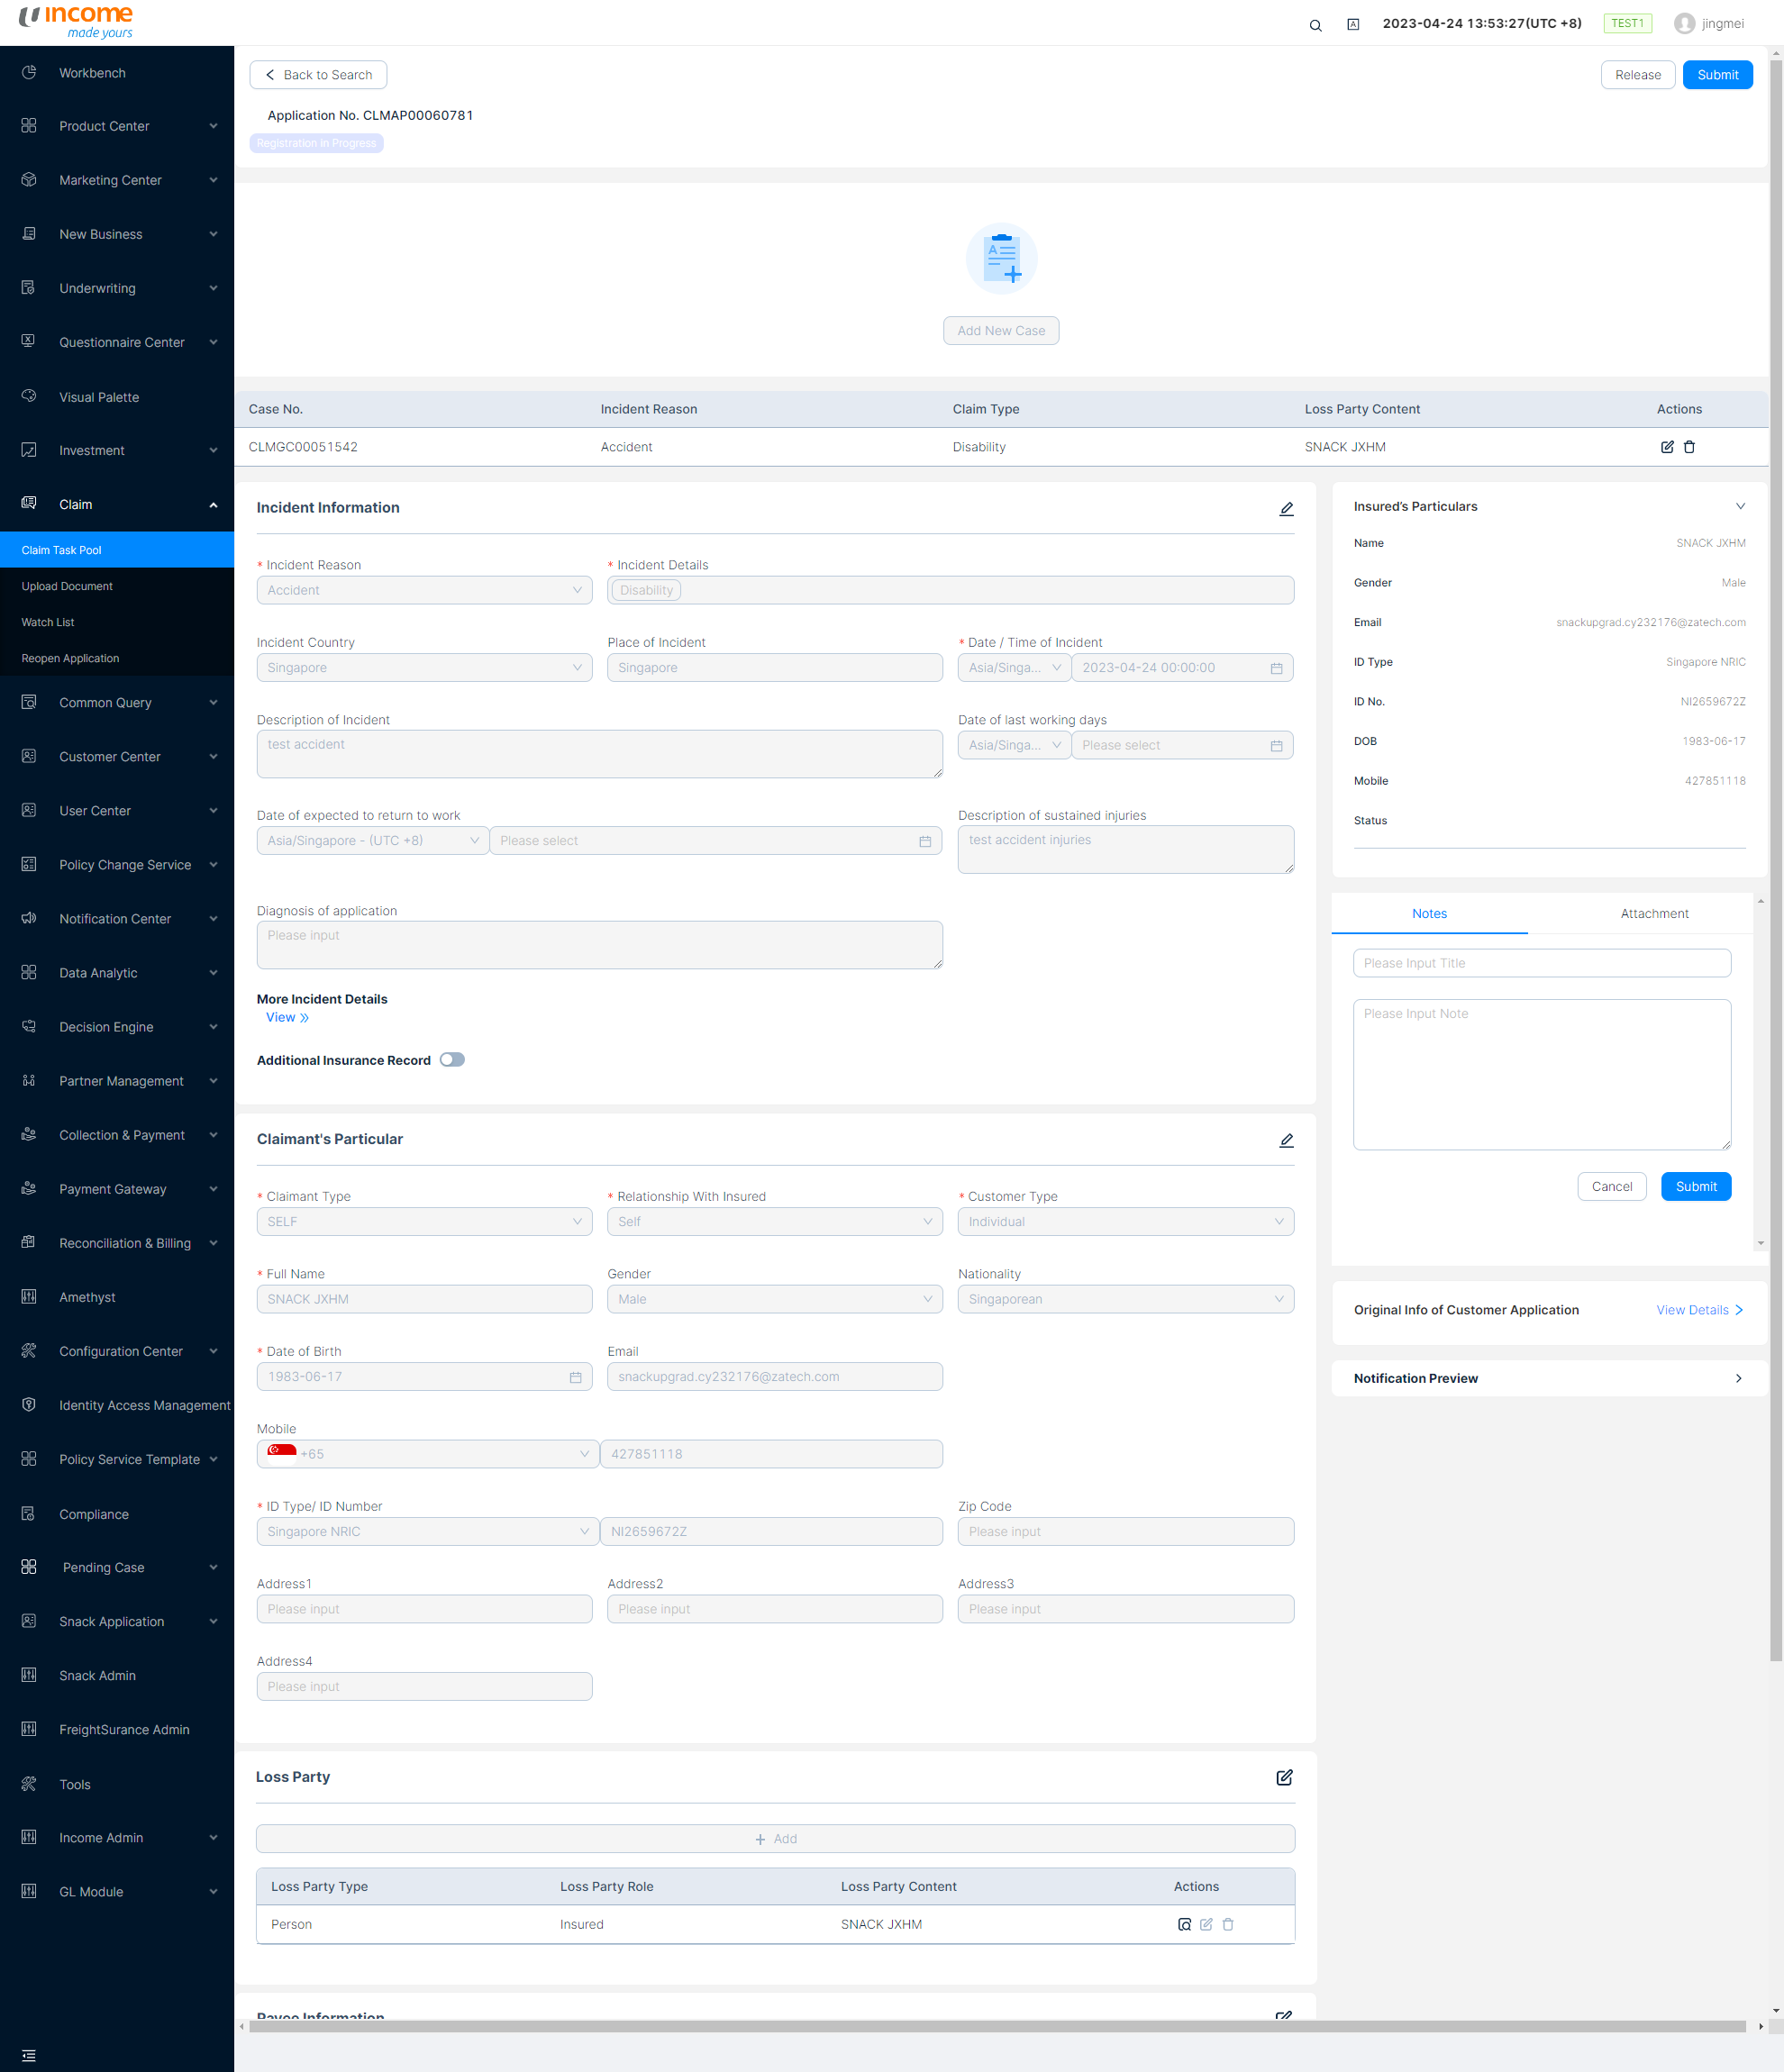 income
made yours
2023-04-24 13:53:27(UTC +8)
TEST1
jingmei
Workbench
Product Center
Marketing Center
New Business
Underwriting
Questionnaire Center
Visual Palette
Investment
Claim
Claim Task Pool
Upload Document
Watch List
Reopen Application
Common Query
Customer Center
User Center
Policy Change Service
Notification Center
Data Analytic
Decision Engine
Partner Management
Collection & Payment
Payment Gateway
Reconciliation & Billing
Amethyst
Configuration Center
Identity Access Management
Policy Service Template
Compliance
Pending Case
Snack Application
Snack Admin
FreightSurance Admin
Tools
Income Admin
GL Module
Back to Search
Release
Submit
Application No. CLMAP00060781
Registration In Progress
Add New Case
Case No. Incident Reason Claim Type Loss Party Content Actions
CLMGC00051542 Accident Disability SNACK JXHM
Incident Information
* Incident Reason * Incident Details
Accident Disability
Incident Country Place of Incident * Date / Time of Incident
Singapore Singapore Asia/Singa... 2023-04-24 00:00:00
Description of Incident Date of last working days
test accident Asia/Singa... Please select
Date of expected to return to work Description of sustained injuries
Asia/Singapore - (UTC +8) Please select test accident injuries
Diagnosis of application
Please input
More Incident Details
View »
Additional Insurance Record
Claimant's Particular
* Claimant Type * Relationship With Insured * Customer Type
SELF Self Individual
* Full Name Gender Nationality
SNACK JXHM Male Singaporean
* Date of Birth Email
1983-06-17 snackupgrad.cy232176@zatech.com
Mobile
+65 427851118
* ID Type/ ID Number Zip Code
Singapore NRIC NI2659672Z Please input
Address1 Address2 Address3
Please input Please input Please input
Address4
Please input
Loss Party
+ Add
Loss Party Type Loss Party Role Loss Party Content Actions
Person Insured SNACK JXHM
Payee Information
Insured's Particulars
Name SNACK JXHM
Gender Male
Email snackupgrad.cy232176@zatech.com
ID Type Singapore NRIC
ID No. NI2659672Z
DOB 1983-06-17
Mobile 427851118
Status
Notes Attachment
Please Input Title
Please Input Note
Cancel Submit
Original Info of Customer Application View Details
Notification Preview